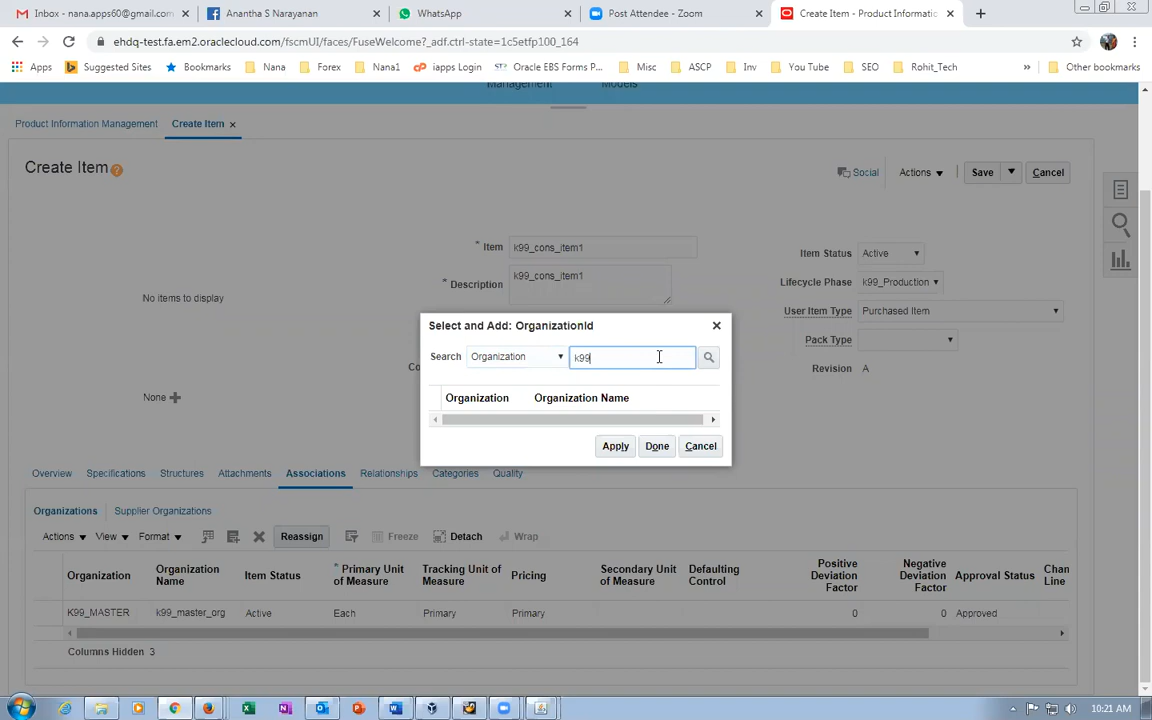 Inbox - nana.apps60@gmail.com
Anantha S Narayanan
WhatsApp
Post Attendee - Zoom
Create Item - Product Informatic
ehdq-test.fa.em2.oraclecloud.com/fscmUI/faces/FuseWelcome?_adf.ctrl-state=1c5etfp100_164
Apps Suggested Sites Bookmarks Nana Forex Nana1 iapps Login Oracle EBS Forms P... Misc ASCP Inv You Tube SEO Rohit_Tech » Other bookmarks
Management Models
Product Information Management Create Item
Create Item
Social Actions Save Cancel
* Item k99_cons_item1
* Description k99_cons_item1
Item Status Active
Lifecycle Phase k99_Production
User Item Type Purchased Item
Pack Type
Revision A
No items to display
None
Select and Add: OrganizationId
Search Organization k99
Organization Organization Name
Apply Done Cancel
Overview Specifications Structures Attachments Associations Relationships Categories Quality
Organizations Supplier Organizations
Actions View Format Reassign Freeze Detach Wrap
Organization
Organization Name
Item Status
* Primary Unit of Measure
Tracking Unit of Measure
Pricing
Secondary Unit of Measure
Defaulting Control
Positive Deviation Factor
Negative Deviation Factor
Approval Status
Chan Line
K99_MASTER k99_master_org Active Each Primary Primary 0 0 Approved
Columns Hidden 3
10:21 AM